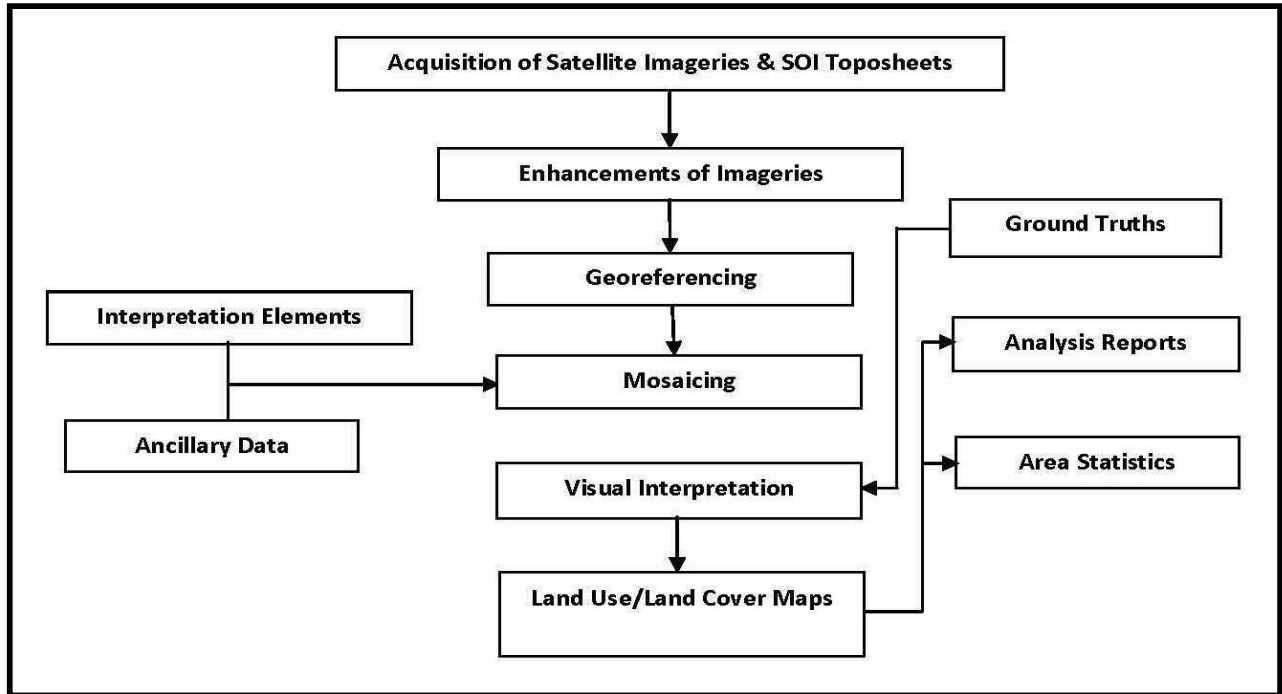 Acquisition of Satellite Imageries & SOI Toposheets
Enhancements of Imageries
Ground Truths
Georeferencing
Interpretation Elements
Analysis Reports
Mosaicing
Ancillary Data
Area Statistics
Visual Interpretation
Land Use/Land Cover Maps